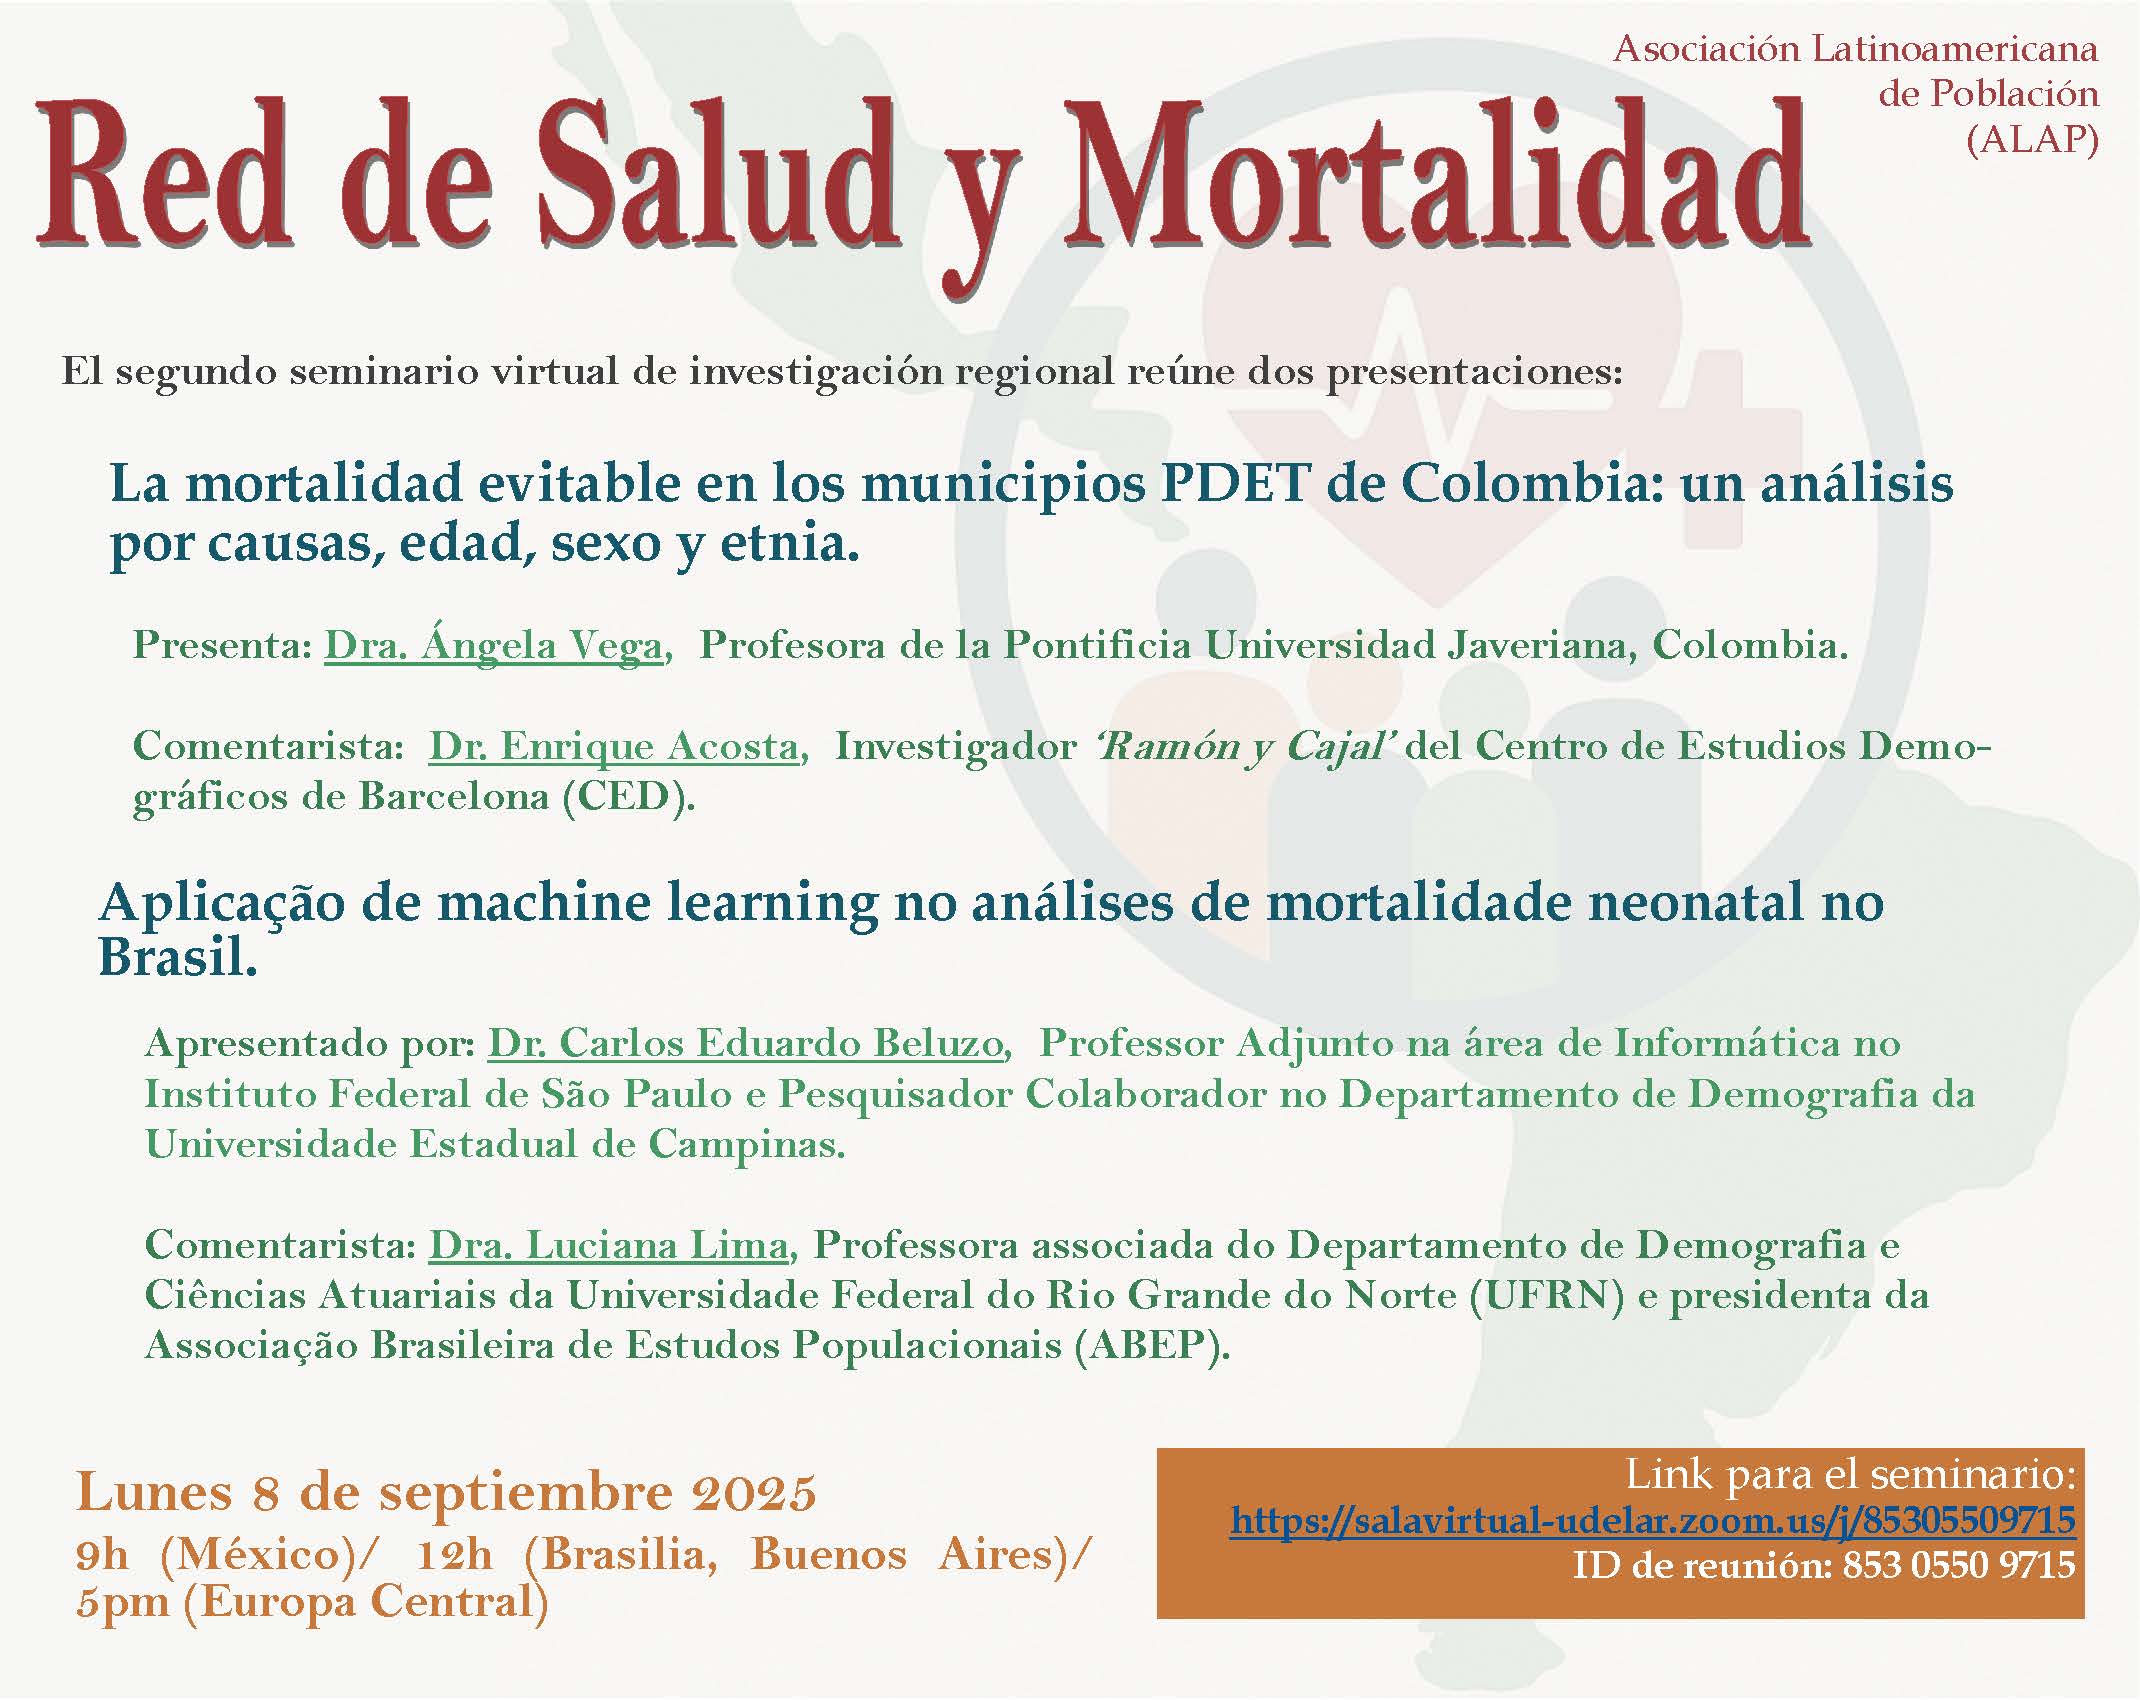 Asociación Latinoamericana
de Población
(ALAP)
Red de Salud y Mortalidad
El segundo seminario virtual de investigación regional reúne dos presentaciones:
La mortalidad evitable en los municipios PDET de Colombia: un análisis
por causas, edad, sexo y etnia.
Presenta: Dra. Ángela Vega, Profesora de la Pontificia Universidad Javeriana, Colombia.
Comentarista: Dr. Enrique Acosta, Investigador ‘Ramón y Cajal’ del Centro de Estudios Demo-
gráficos de Barcelona (CED).
Aplicação de machine learning no análises de mortalidade neonatal no
Brasil.
Apresentado por: Dr. Carlos Eduardo Beluzo, Professor Adjunto na área de Informática no
Instituto Federal de São Paulo e Pesquisador Colaborador no Departamento de Demografia da
Universidade Estadual de Campinas.
Comentarista: Dra. Luciana Lima, Professora associada do Departamento de Demografia e
Ciências Atuariais da Universidade Federal do Rio Grande do Norte (UFRN) e presidenta da
Associação Brasileira de Estudos Populacionais (ABEP).
Lunes 8 de septiembre 2025
9h (México)/ 12h (Brasilia, Buenos Aires)/
5pm (Europa Central)
Link para el seminario:
https://salavirtual-udelar.zoom.us/j/85305509715
ID de reunión: 853 0550 9715